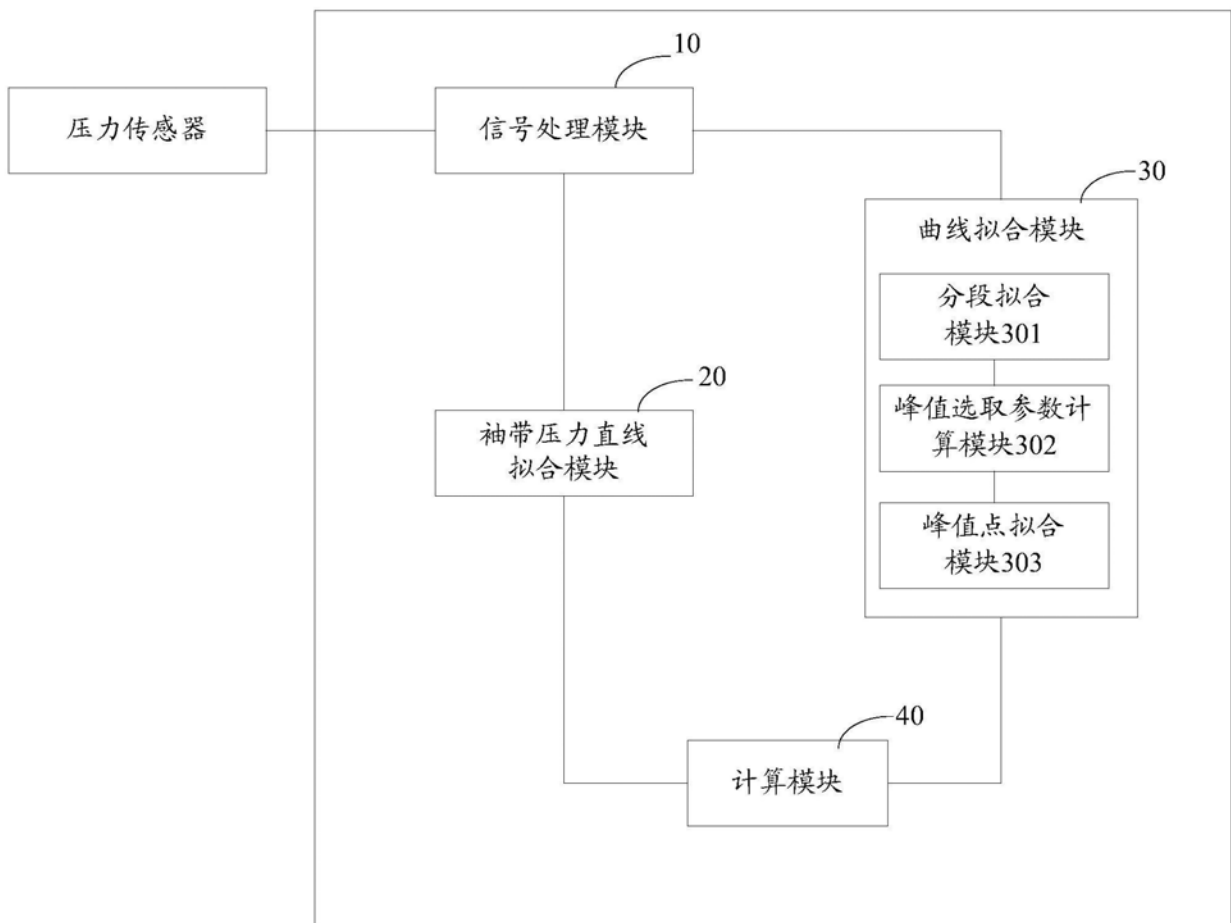 10
压力传感器
信号处理模块
30
曲线拟合模块
分段拟合
模块301
20
峰值选取参数计
算模块302
袖带压力直线
拟合模块
峰值点拟合
模块303
40
计算模块